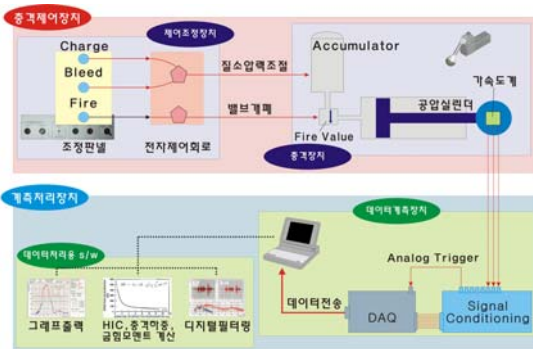 충격제어장치
제어조정장치
Charge
Bleed
Fire
조정판넬
전자제어회로
질소압력조절
밸브개폐
Accumulator
Fire Value
충격장치
공압실린더
가속도계
계측처리장치
데이터계측장치
데이터처리용 s/w
그래프출력
HIC, 충격하중,
굽힘모멘트 계산
디지털필터링
데이터전송
Analog Trigger
DAQ
Signal
Conditioning